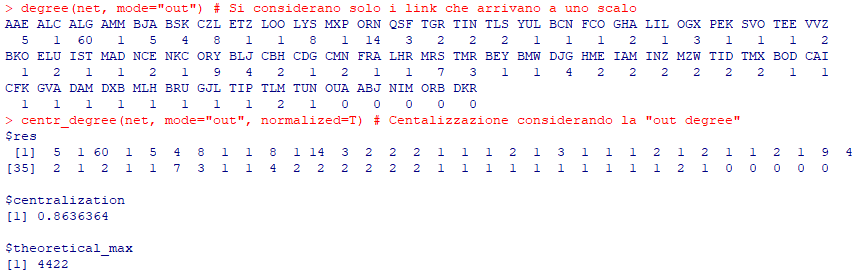 > degree(net, mode="out") # Si considerano solo i link che arrivano a uno scalo
AAE ALC ALG AMM BJA BSK CZL ETZ LOO LYS MXP ORN QSF TGR TIN TLS YUL BCN FCO GHA LIL OGX PEK SVO TEE VVZ
5 1 60 1 5 4 8 1 1 8 1 14 3 2 2 2 1 1 1 2 1 3 1 1 1 2
BKO ELU IST MAD NCE NKC ORY BLJ CBH CDG CMN FRA LHR MRS TMR BEY BMW DJG HME IAM INZ MZW TID TMX BOD CAI
1 2 1 1 2 1 9 4 2 1 2 1 1 7 3 1 1 4 2 2 2 2 2 2 1 1
CFK GVA DAM DXB MLH BRU GJL TIP TLM TUN OUA ABJ NIM ORB DKR
1 1 1 1 1 1 1 1 2 1 0 0 0 0 0
> centr_degree(net, mode="out", normalized=T) # Centalizzazione considerando la "out degree"
$res
[1] 5 1 60 1 5 4 8 1 1 8 1 14 3 2 2 2 1 1 1 2 1 3 1 1 1 2 1 2 1 1 2 1 9 4
[35] 2 1 2 1 1 7 3 1 1 4 2 2 2 2 2 2 1 1 1 1 1 1 1 1 1 1 2 1 0 0 0 0 0
$centralization
[1] 0.8636364
$theoretical_max
[1] 4422